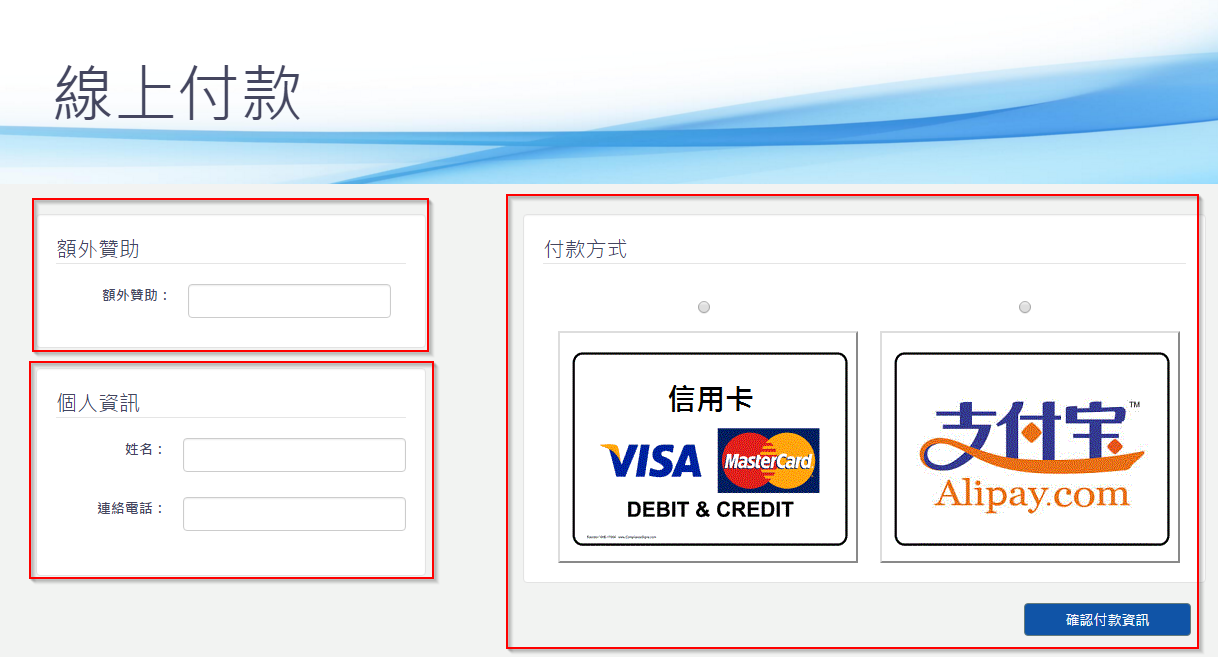 線上付款
額外贊助
額外贊助：
個人資訊
姓名：
連絡電話：
付款方式
信用卡
VISA
MasterCard
DEBIT & CREDIT
支付宝™
Alipay.com
確認付款資訊